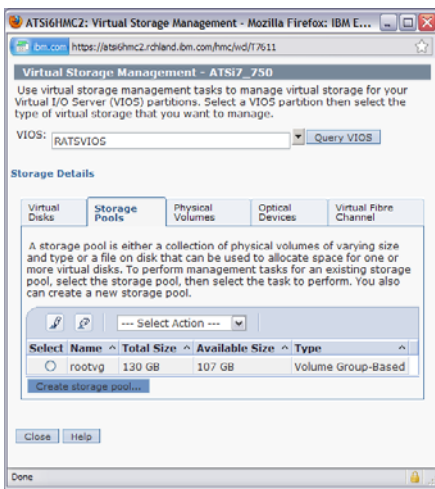 ATSi6HMC2: Virtual Storage Management - Mozilla Firefox: IBM E...
ibm.com https://atsi6hmc2.rchland.ibm.com/hmc/wd/T7611
Virtual Storage Management - ATSi7_750
Use virtual storage management tasks to manage virtual storage for your
Virtual I/O Server (VIOS) partitions. Select a VIOS partition then select the
type of virtual storage that you want to manage.
VIOS: RATSVIOS Query VIOS
Storage Details
Virtual Disks Storage Pools Physical Volumes Optical Devices Virtual Fibre Channel
A storage pool is either a collection of physical volumes of varying size
and type or a file on disk that can be used to allocate space for one or
more virtual disks. To perform management tasks for an existing storage
pool, select the storage pool, then select the task to perform. You also
can create a new storage pool.
--- Select Action ---
Select Name ^ Total Size ^ Available Size ^ Type ^
rootvg 130 GB 107 GB Volume Group-Based
Create storage pool...
Close Help
Done